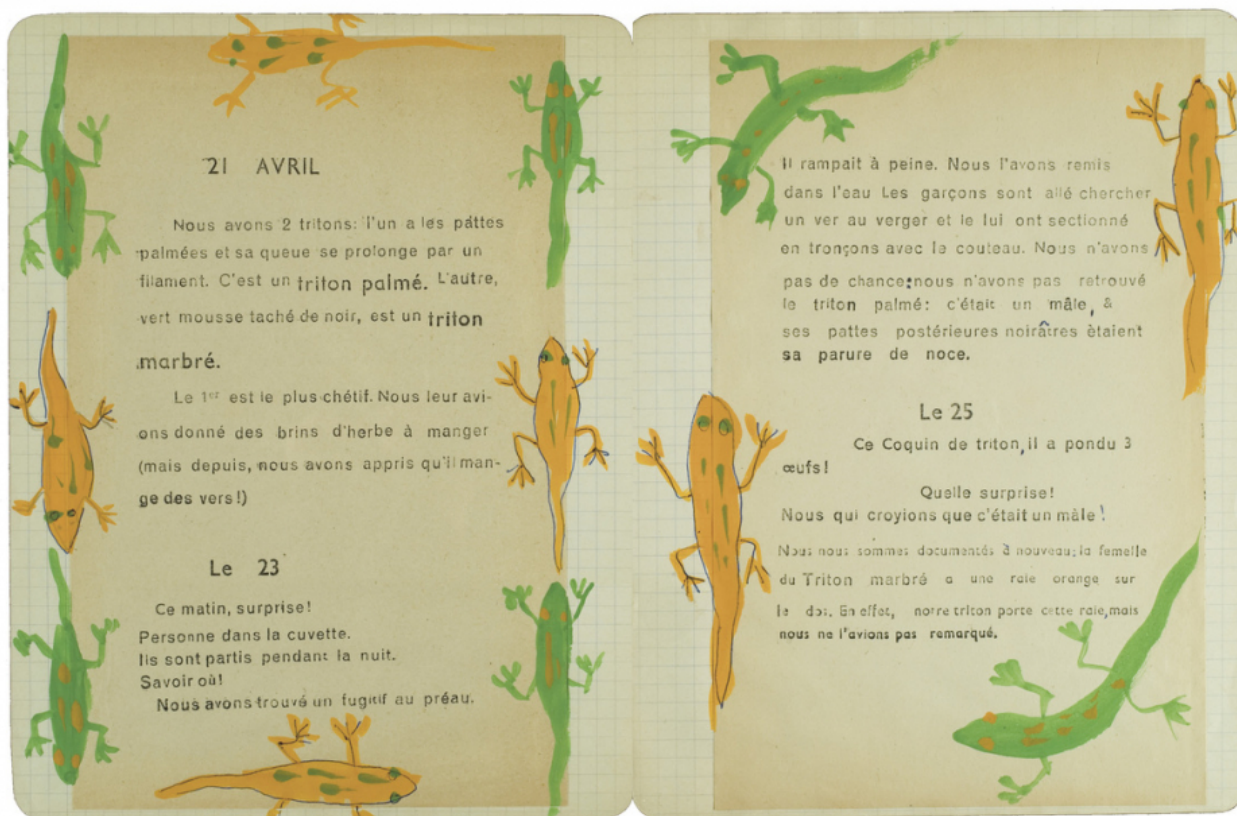 21 AVRIL
Nous avons 2 tritons: l'un a les pattes
palmées et sa queue se prolonge par un
filament. C'est un triton palmé. L'autre,
vert mousse taché de noir, est un triton
marbré.
Le 1er est le plus chétif. Nous leur avi-
ons donné des brins d'herbe à manger
(mais depuis, nous avons appris qu'il man-
ge des vers!)
Le 23
Ce matin, surprise!
Personne dans la cuvette.
Ils sont partis pendant la nuit.
Savoir où!
Nous avons trouvé un fugitif au préau.
Il rampait à peine. Nous l'avons remis
dans l'eau Les garçons sont allé chercher
un ver au verger et le lui ont sectionné
en tronçons avec le couteau. Nous n'avons
pas de chance: nous n'avons pas retrouvé
le triton palmé: c'était un mâle, &
ses pattes postérieures noirâtres ètaient
sa parure de noce.
Le 25
Ce Coquin de triton, il a pondu 3
œufs!
Quelle surprise!
Nous qui croyions que c'était un mâle!
Nous nous sommes documentés à nouveau; la femelle
du Triton marbré a une raie orange sur
le dos. En effet, notre triton porte cette raie, mais
nous ne l'avions pas remarqué.